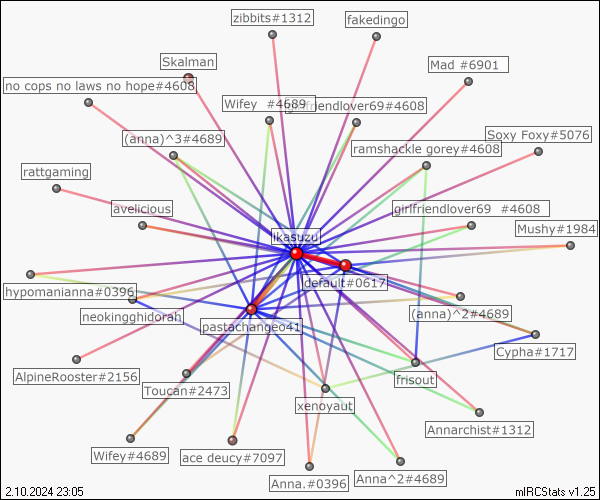 zibbits#1312
fakedingo
Skalman
Mad #6901
no cops no laws no hope#4608
Wifey #4689
friendlover69#4608
(anna)^3#4689
ramshackle gorey#4608
Soxy Foxy#5076
rattgaming
avelicious
girlfriendlover69 #4608
Mushy#1984
ikasuzu
default#0617
hypomanianna#0396
neokingghidorah
pastachangeo41
(anna)^2#4689
Cypha#1717
AlpineRooster#2156
Toucan#2473
frisout
xenoyaut
Annarchist#1312
Wifey#4689
ace deucy#7097
Anna.#0396
Anna^2#4689
2.10.2024 23:05
mIRCStats v1.25